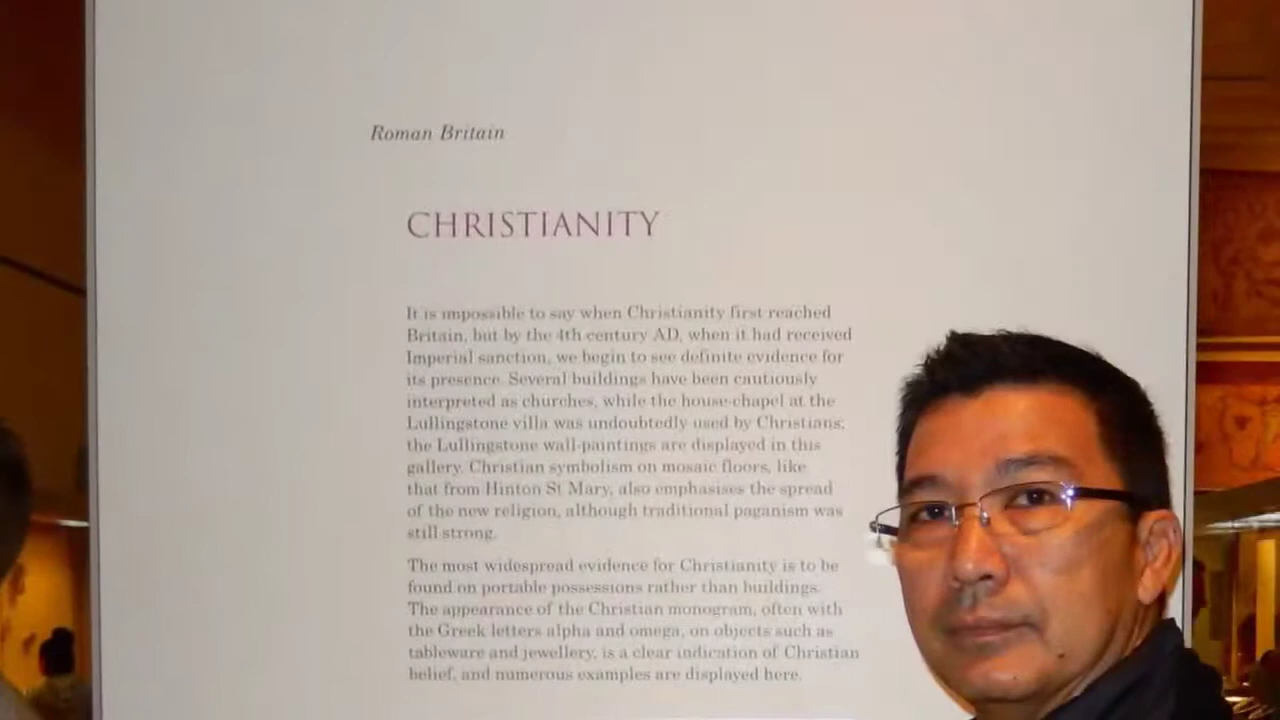 Roman Britain
CHRISTIANITY
It is impossible to say when Christianity first reached
Britain, but by the 4th century AD, when it had received
Imperial sanction, we begin to see definite evidence for
its presence. Several buildings have been cautiously
interpreted as churches, while the house-chapel at the
Lullingstone villa was undoubtedly used by Christians;
the Lullingstone wall-paintings are displayed in this
gallery. Christian symbolism on mosaic floors, like
that from Hinton St Mary, also emphasises the spread
of the new religion, although traditional paganism was
still strong.
The most widespread evidence for Christianity is to be
found on portable possessions rather than buildings.
The appearance of the Christian monogram, often with
the Greek letters alpha and omega, on objects such as
tableware and jewellery, is a clear indication of Christian
belief, and numerous examples are displayed here.